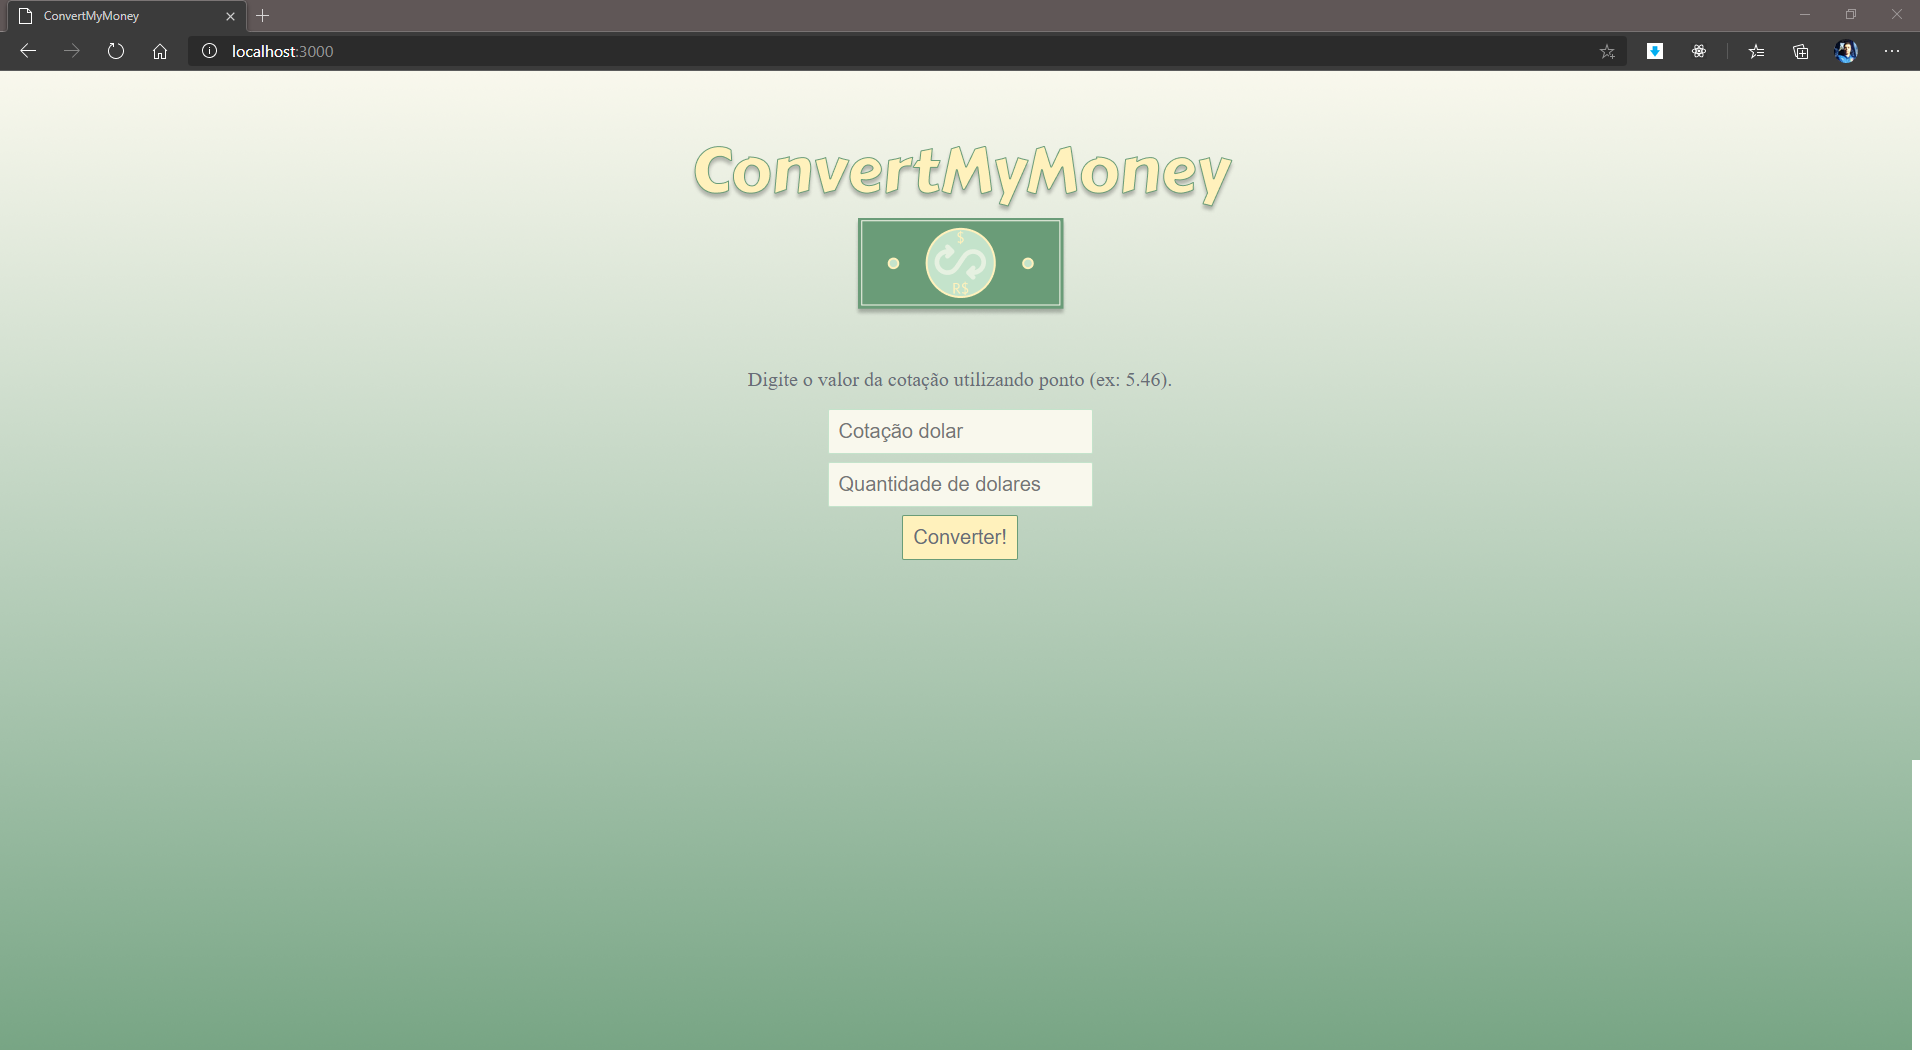 ConvertMyMoney
localhost:3000
ConvertMyMoney
$
R$
Digite o valor da cotação utilizando ponto (ex: 5.46).
Cotação dolar
Quantidade de dolares
Converter!